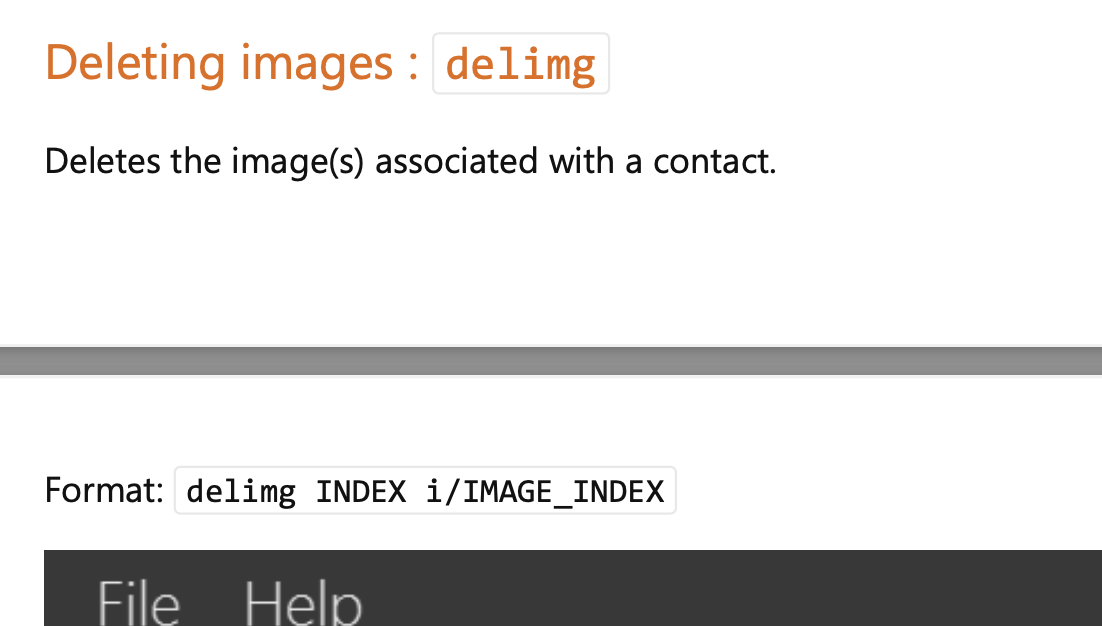 Deleting images : delimg
Deletes the image(s) associated with a contact.
Format: delimg INDEX i/IMAGE_INDEX
File Help